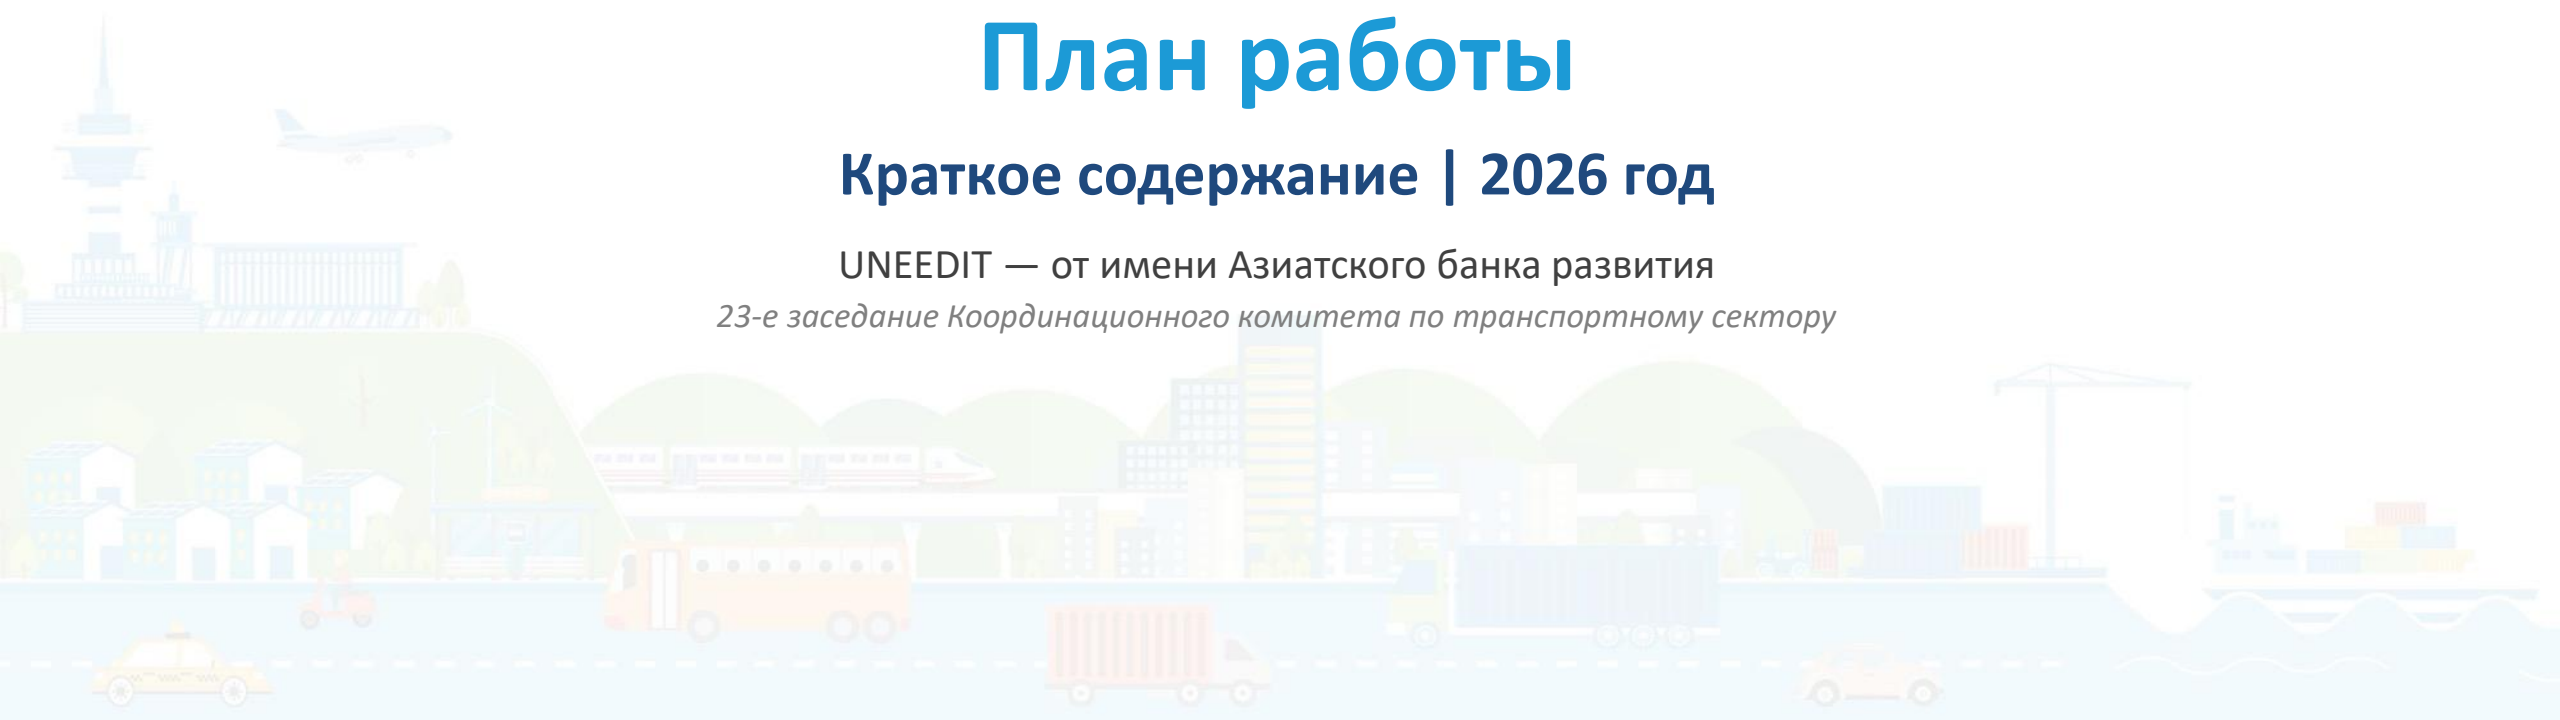 План работы
Краткое содержание | 2026 год
UNEEDIT — от имени Азиатского банка развития
23-е заседание Координационного комитета по транспортному сектору